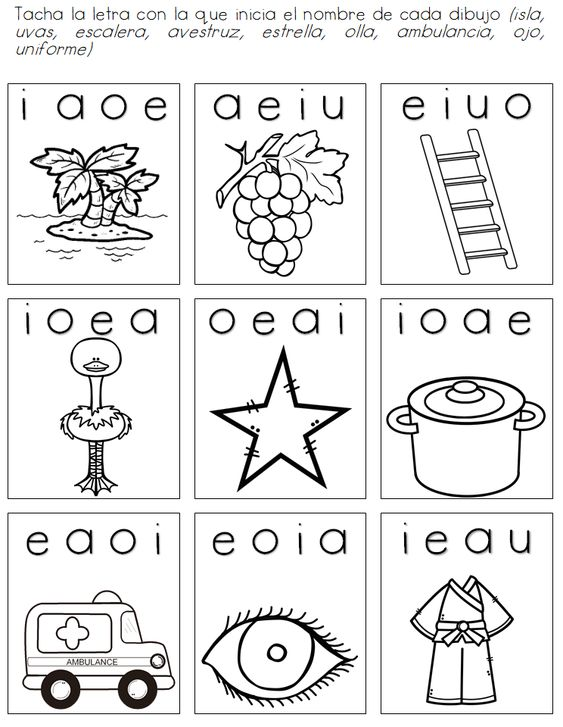 Tacha la letra con la que inicia el nombre de cada dibujo (isla,
uvas, escalera, avestruz, estrella, olla, ambulancia, ojo,
uniforme)
i a o e
a e i u
e i u o
i o e a
o e a i
i o a e
e a o i
e o i a
i e a u
AMBULANCE